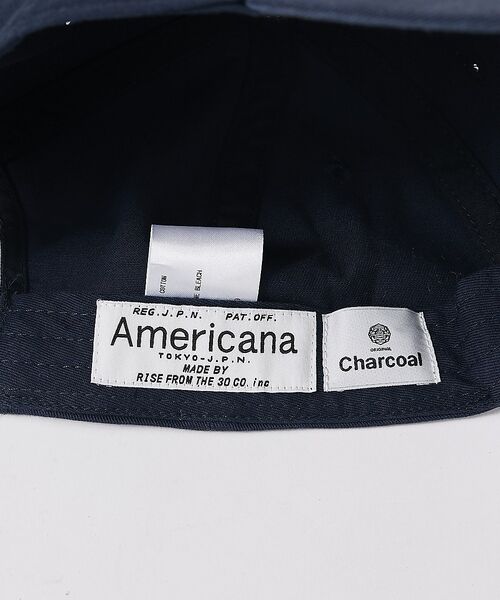 COTTON
BLEACH
REG.J.P.N. PAT.OFF.
Americana
TOKYO-J.P.N.
MADE BY
RISE FROM THE 30 CO. inc
ORIGINAL
Charcoal